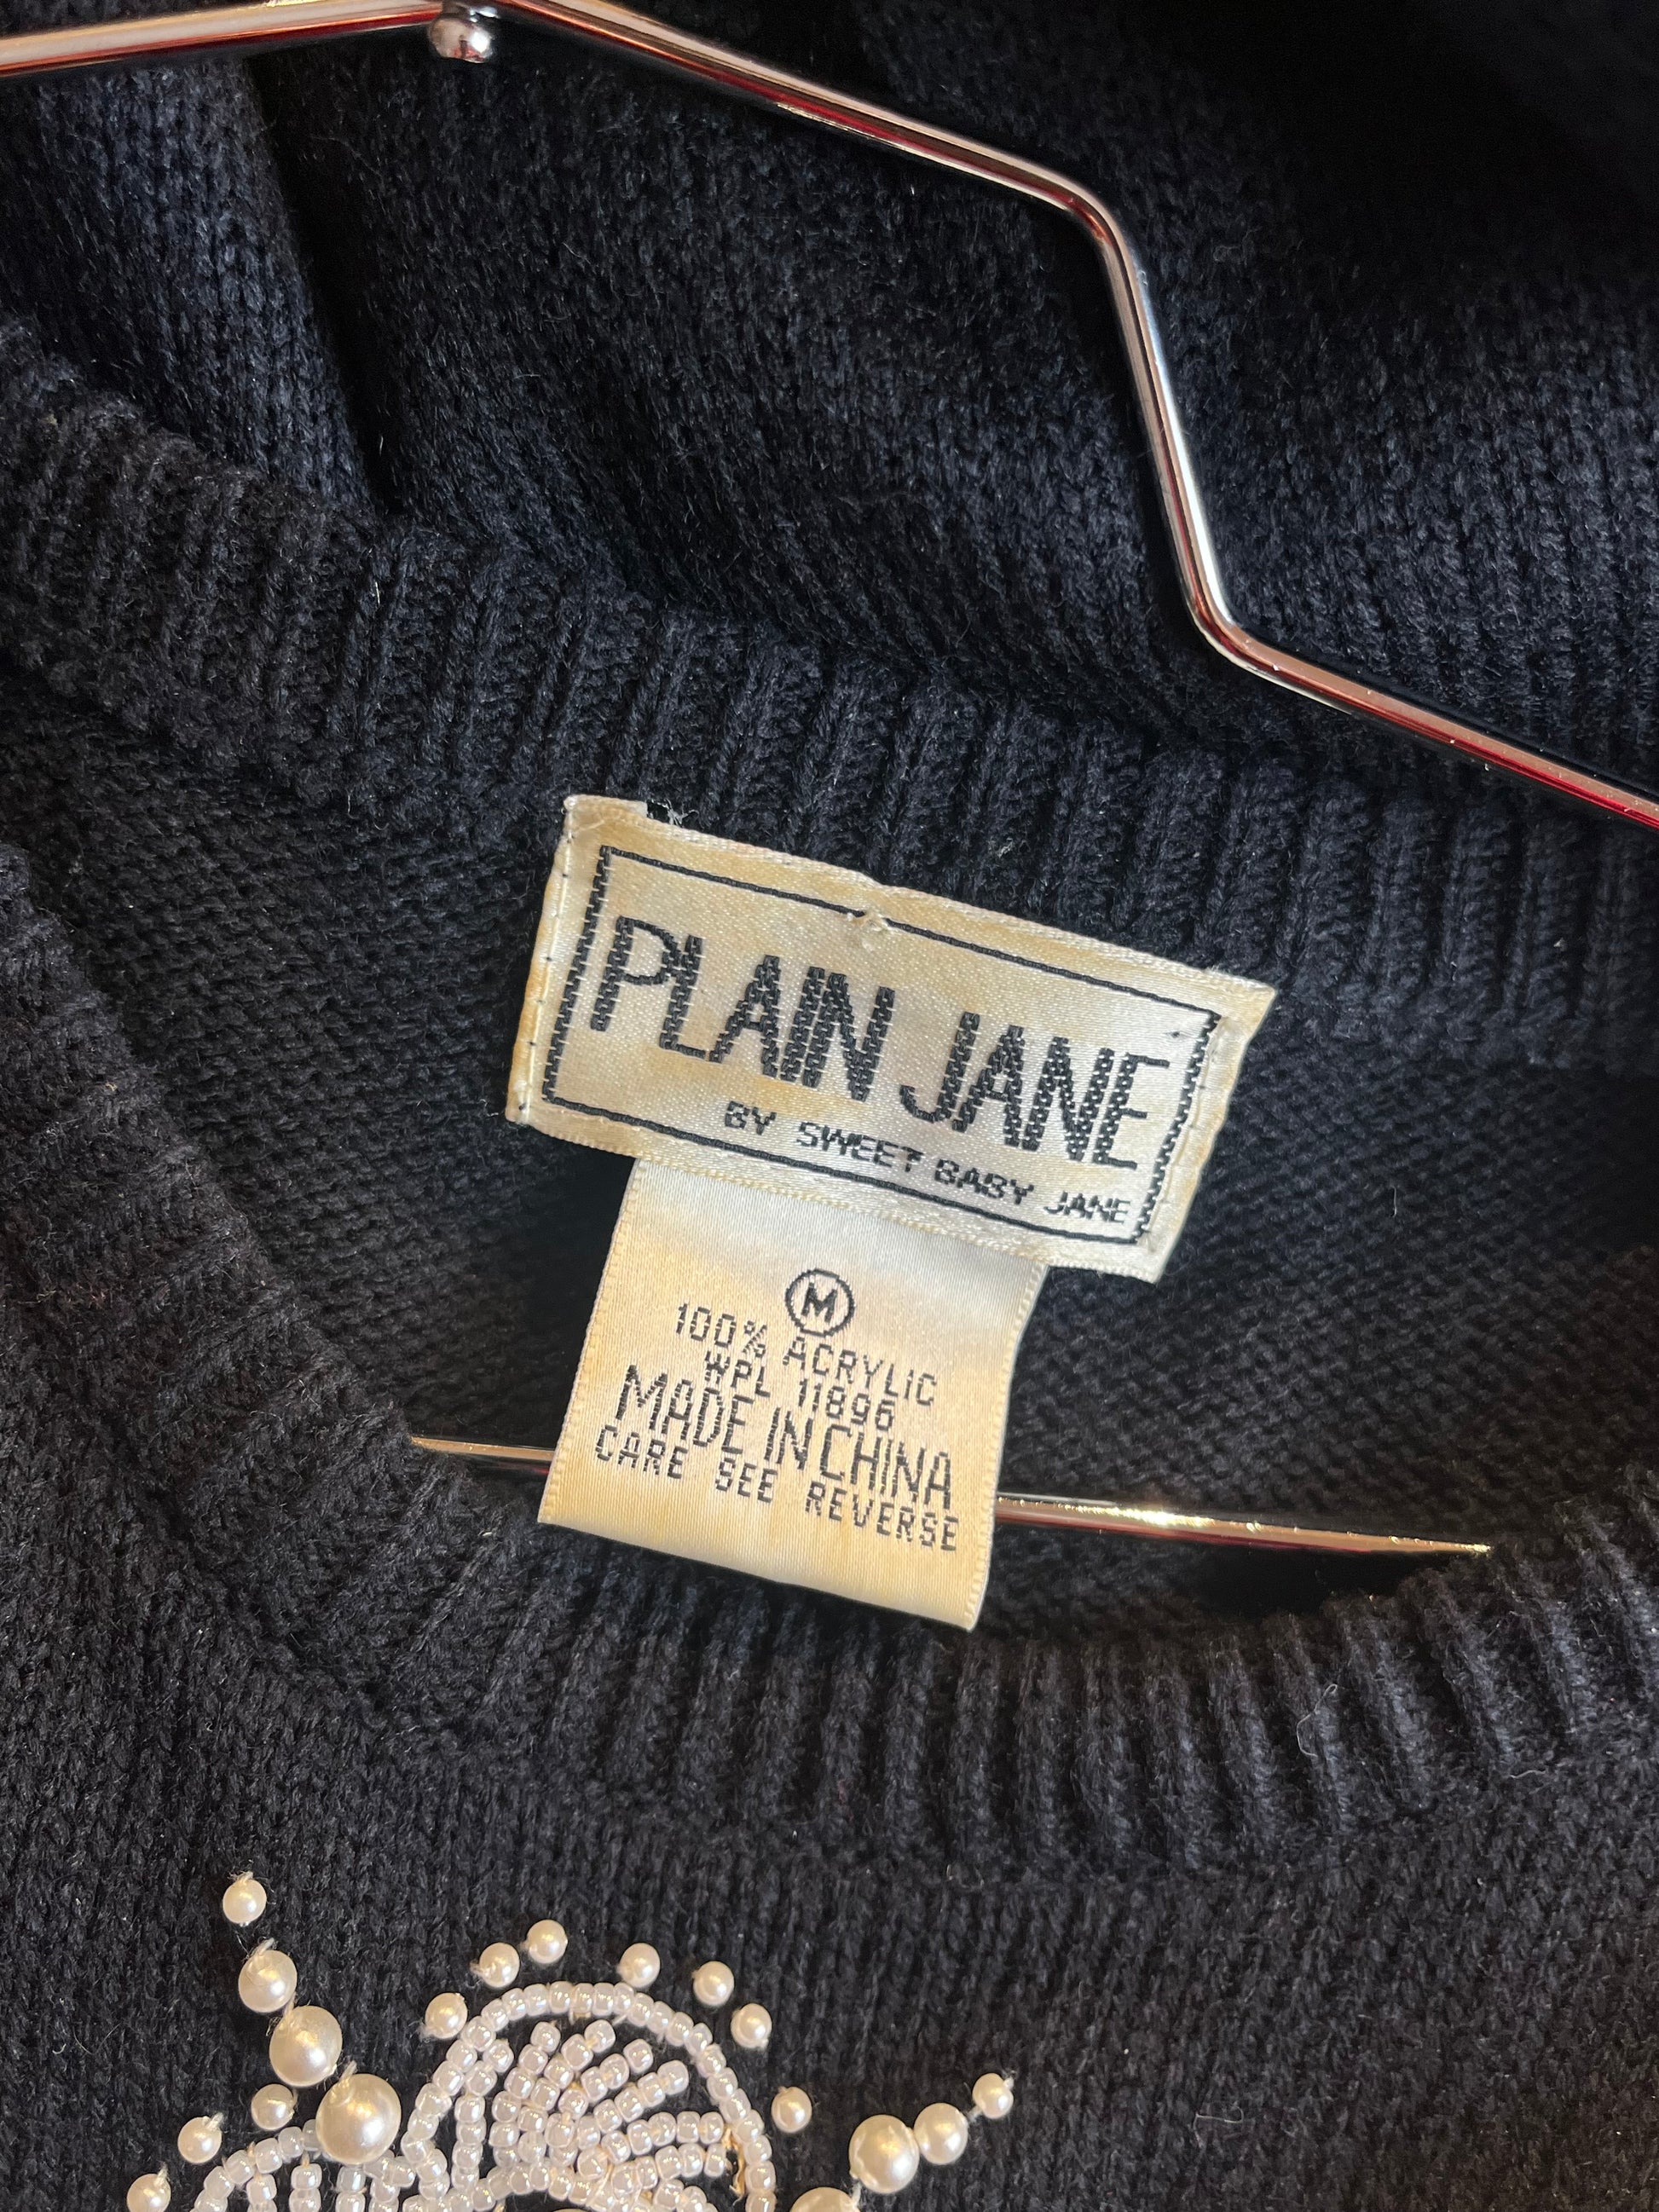 PLAIN JANE
BY SWEET BABY JANE
M
100% ACRYLIC
WPL 11896
MADE IN CHINA
CARE SEE REVERSE